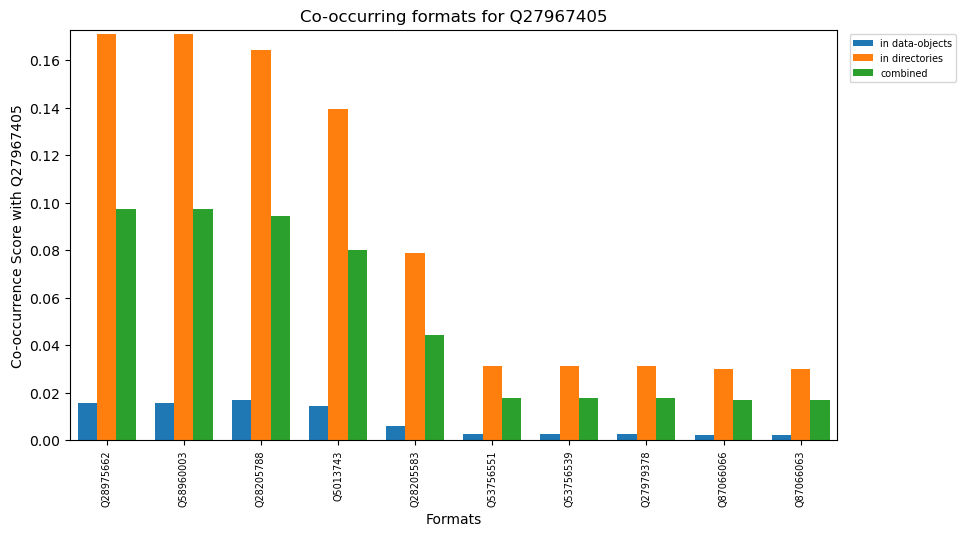 Co-occurring formats for Q27967405
in data-objects
in directories
combined
Co-occurrence Score with Q27967405
0.16
0.14
0.12
0.10
0.08
0.06
0.04
0.02
0.00
Q28975662
Q58960003
Q28205788
Q5013743
Q28205583
Q53756551
Q53756539
Q27979378
Q87066066
Q87066063
Formats